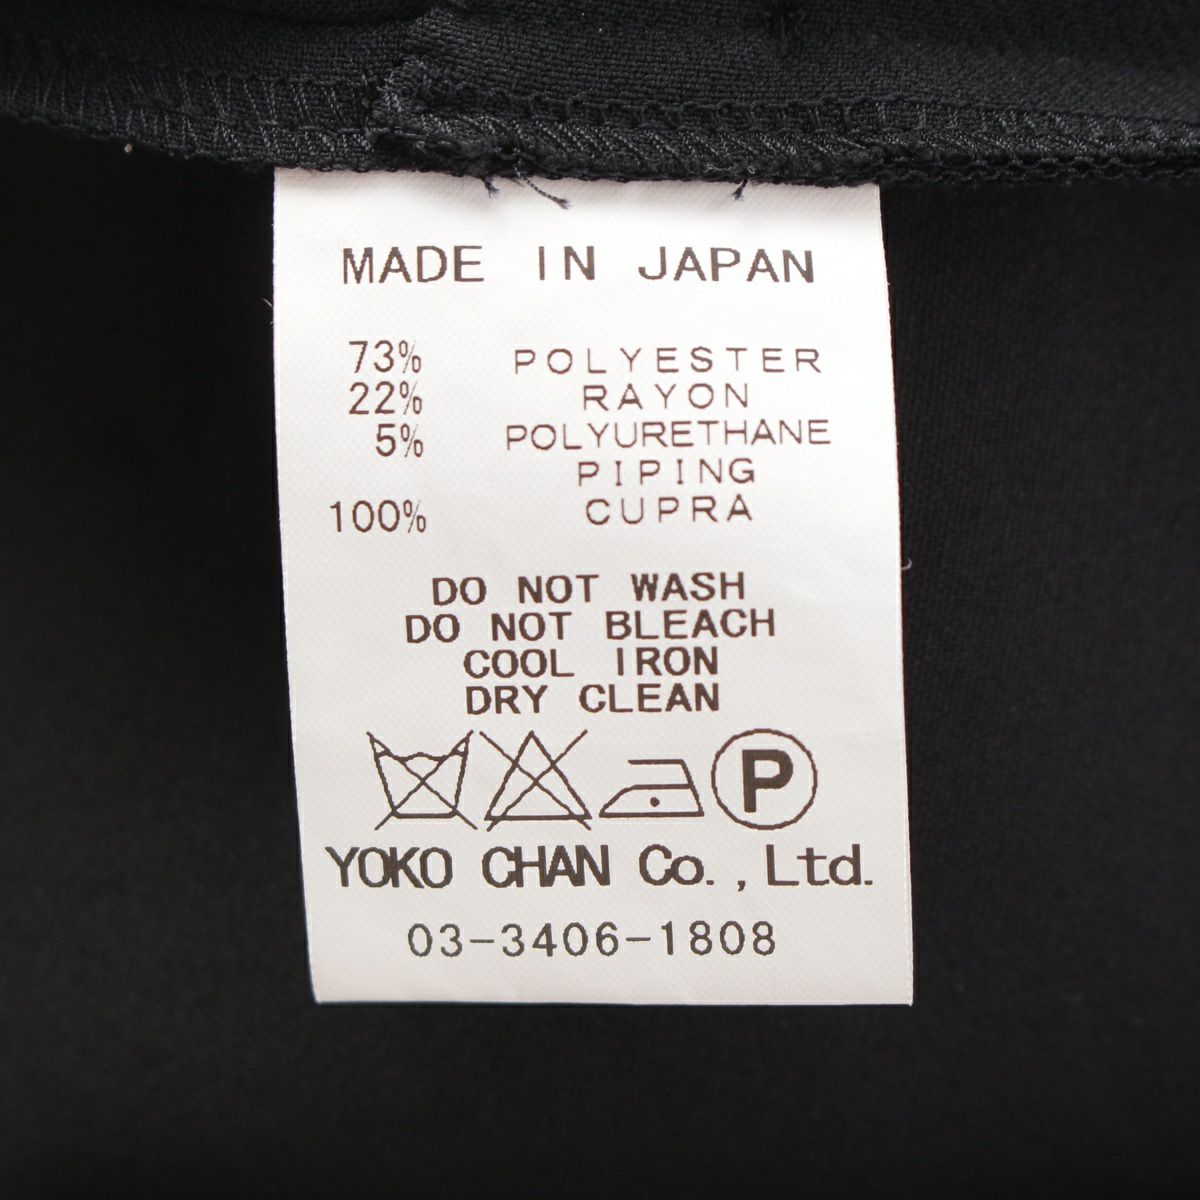 MADE IN JAPAN
73% POLYESTER
22% RAYON
5% POLYURETHANE
PIPING
100% CUPRA
DO NOT WASH
DO NOT BLEACH
COOL IRON
DRY CLEAN
P
YOKO CHAN Co., Ltd.
03-3406-1808